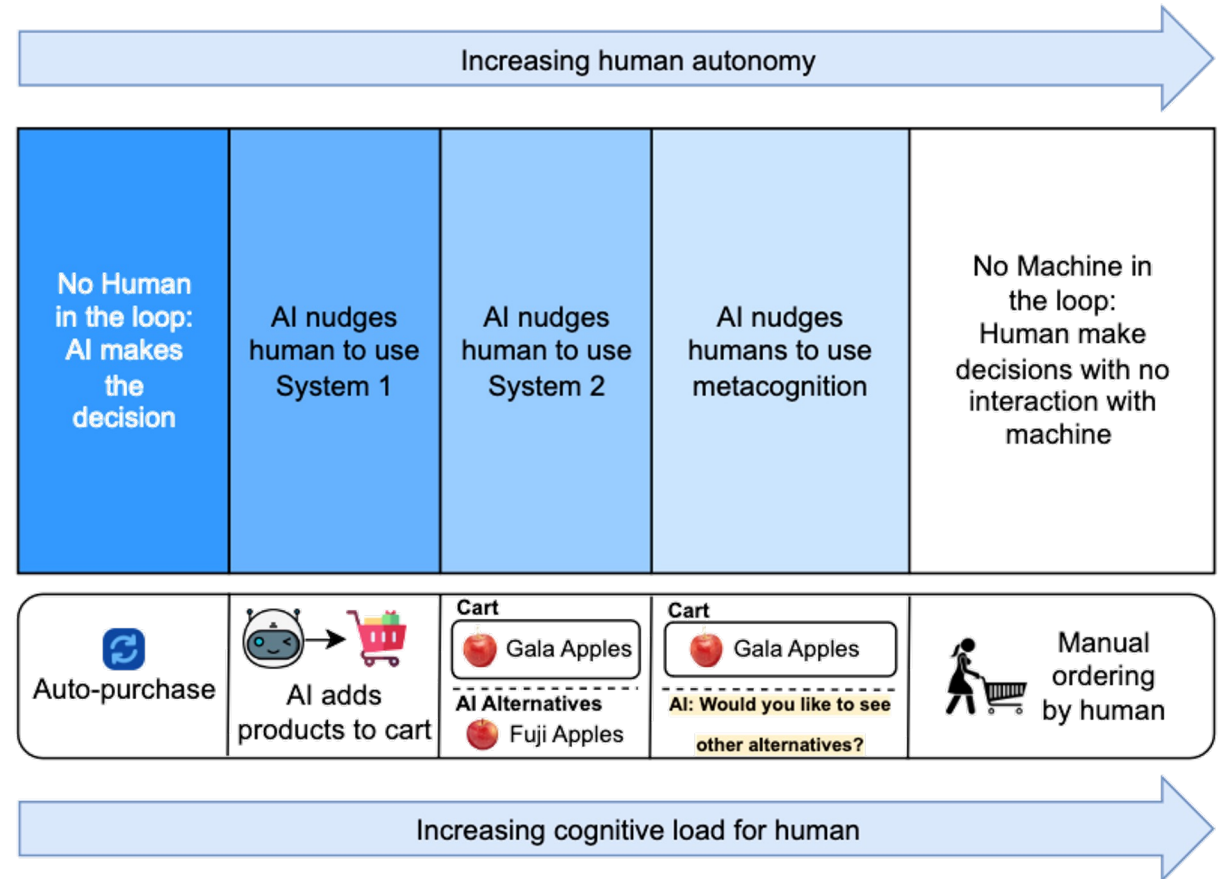 Increasing human autonomy
No Human
in the loop:
AI makes
the
decision
AI nudges
human to use
System 1
AI nudges
human to use
System 2
AI nudges
humans to use
metacognition
No Machine in
the loop:
Human make
decisions with no
interaction with
machine
Auto-purchase
AI adds
products to cart
Cart
Gala Apples
AI Alternatives
Fuji Apples
Cart
Gala Apples
AI: Would you like to see
other alternatives?
Manual
ordering
by human
Increasing cognitive load for human